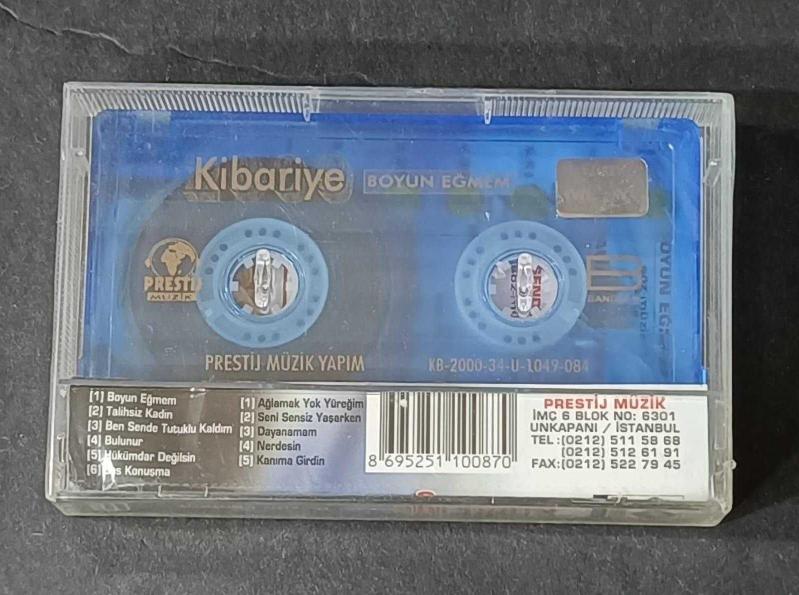 Kibariye BOYUN EĞMEM
PRESTİJ
MÜZİK
B
BANDROL
PRESTİJ MÜZİK YAPIM
KB-2000-34-U-1049-084
[1] Boyun Eğmem
[2] Talihsiz Kadın
[3] Ben Sende Tutuklu Kaldım
[4] Bulunur
[5] Hükümdar Değilsin
[6] Konuşma
[1] Ağlamak Yok Yüreğim
[2] Seni Sensiz Yaşarken
[3] Dayanamam
[4] Nerdesin
[5] Kanıma Girdin
8 695251 100870
PRESTİJ MÜZİK
İMÇ 6 BLOK NO: 6301
UNKAPANI / İSTANBUL
TEL :(0212) 511 58 68
(0212) 512 61 91
FAX:(0212) 522 79 45